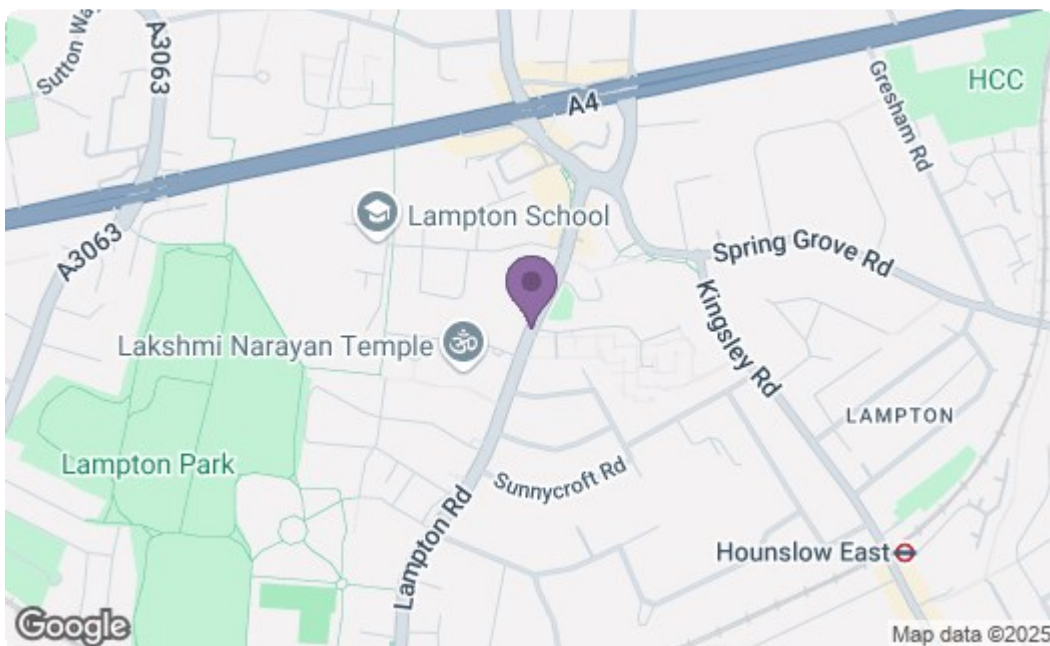 Sutton Way
A3063
A4
HCC
Gresham Rd
Lampton School
A3063
Spring Grove Rd
Kingsley Rd
Lakshmi Narayan Temple
ॐ
LAMPTON
Lampton Park
Sunnycroft Rd
Lampton Rd
Hounslow East
Google
Map data ©2025